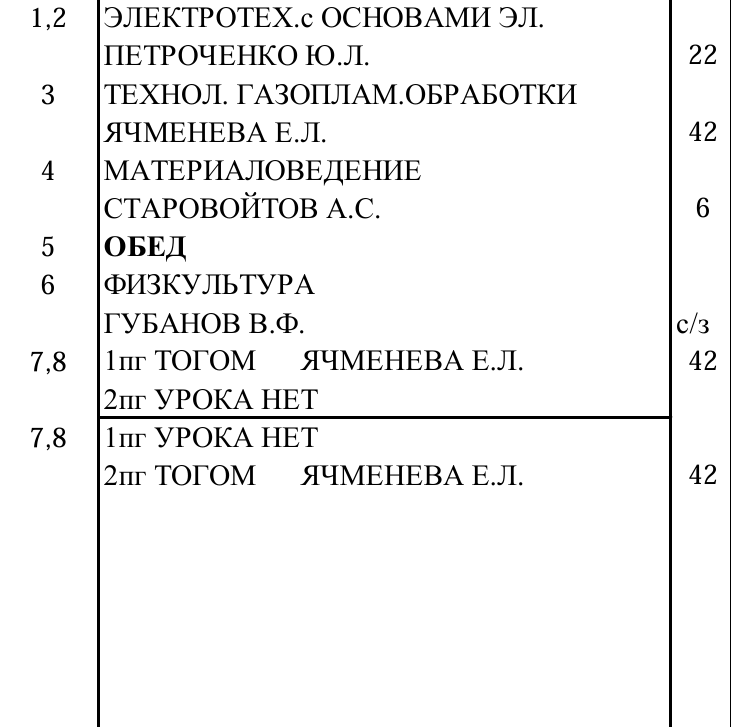 1,2 ЭЛЕКТРОТЕХ.с ОСНОВАМИ ЭЛ.
ПЕТРОЧЕНКО Ю.Л. 22
3 ТЕХНОЛ. ГАЗОПЛАМ.ОБРАБОТКИ
ЯЧМЕНЕВА Е.Л. 42
4 МАТЕРИАЛОВЕДЕНИЕ
СТАРОВОЙТОВ А.С. 6
5 ОБЕД
6 ФИЗКУЛЬТУРА
ГУБАНОВ В.Ф. с/з
7,8 1пг ТОГОМ ЯЧМЕНЕВА Е.Л. 42
2пг УРОКА НЕТ
7,8 1пг УРОКА НЕТ
2пг ТОГОМ ЯЧМЕНЕВА Е.Л. 42